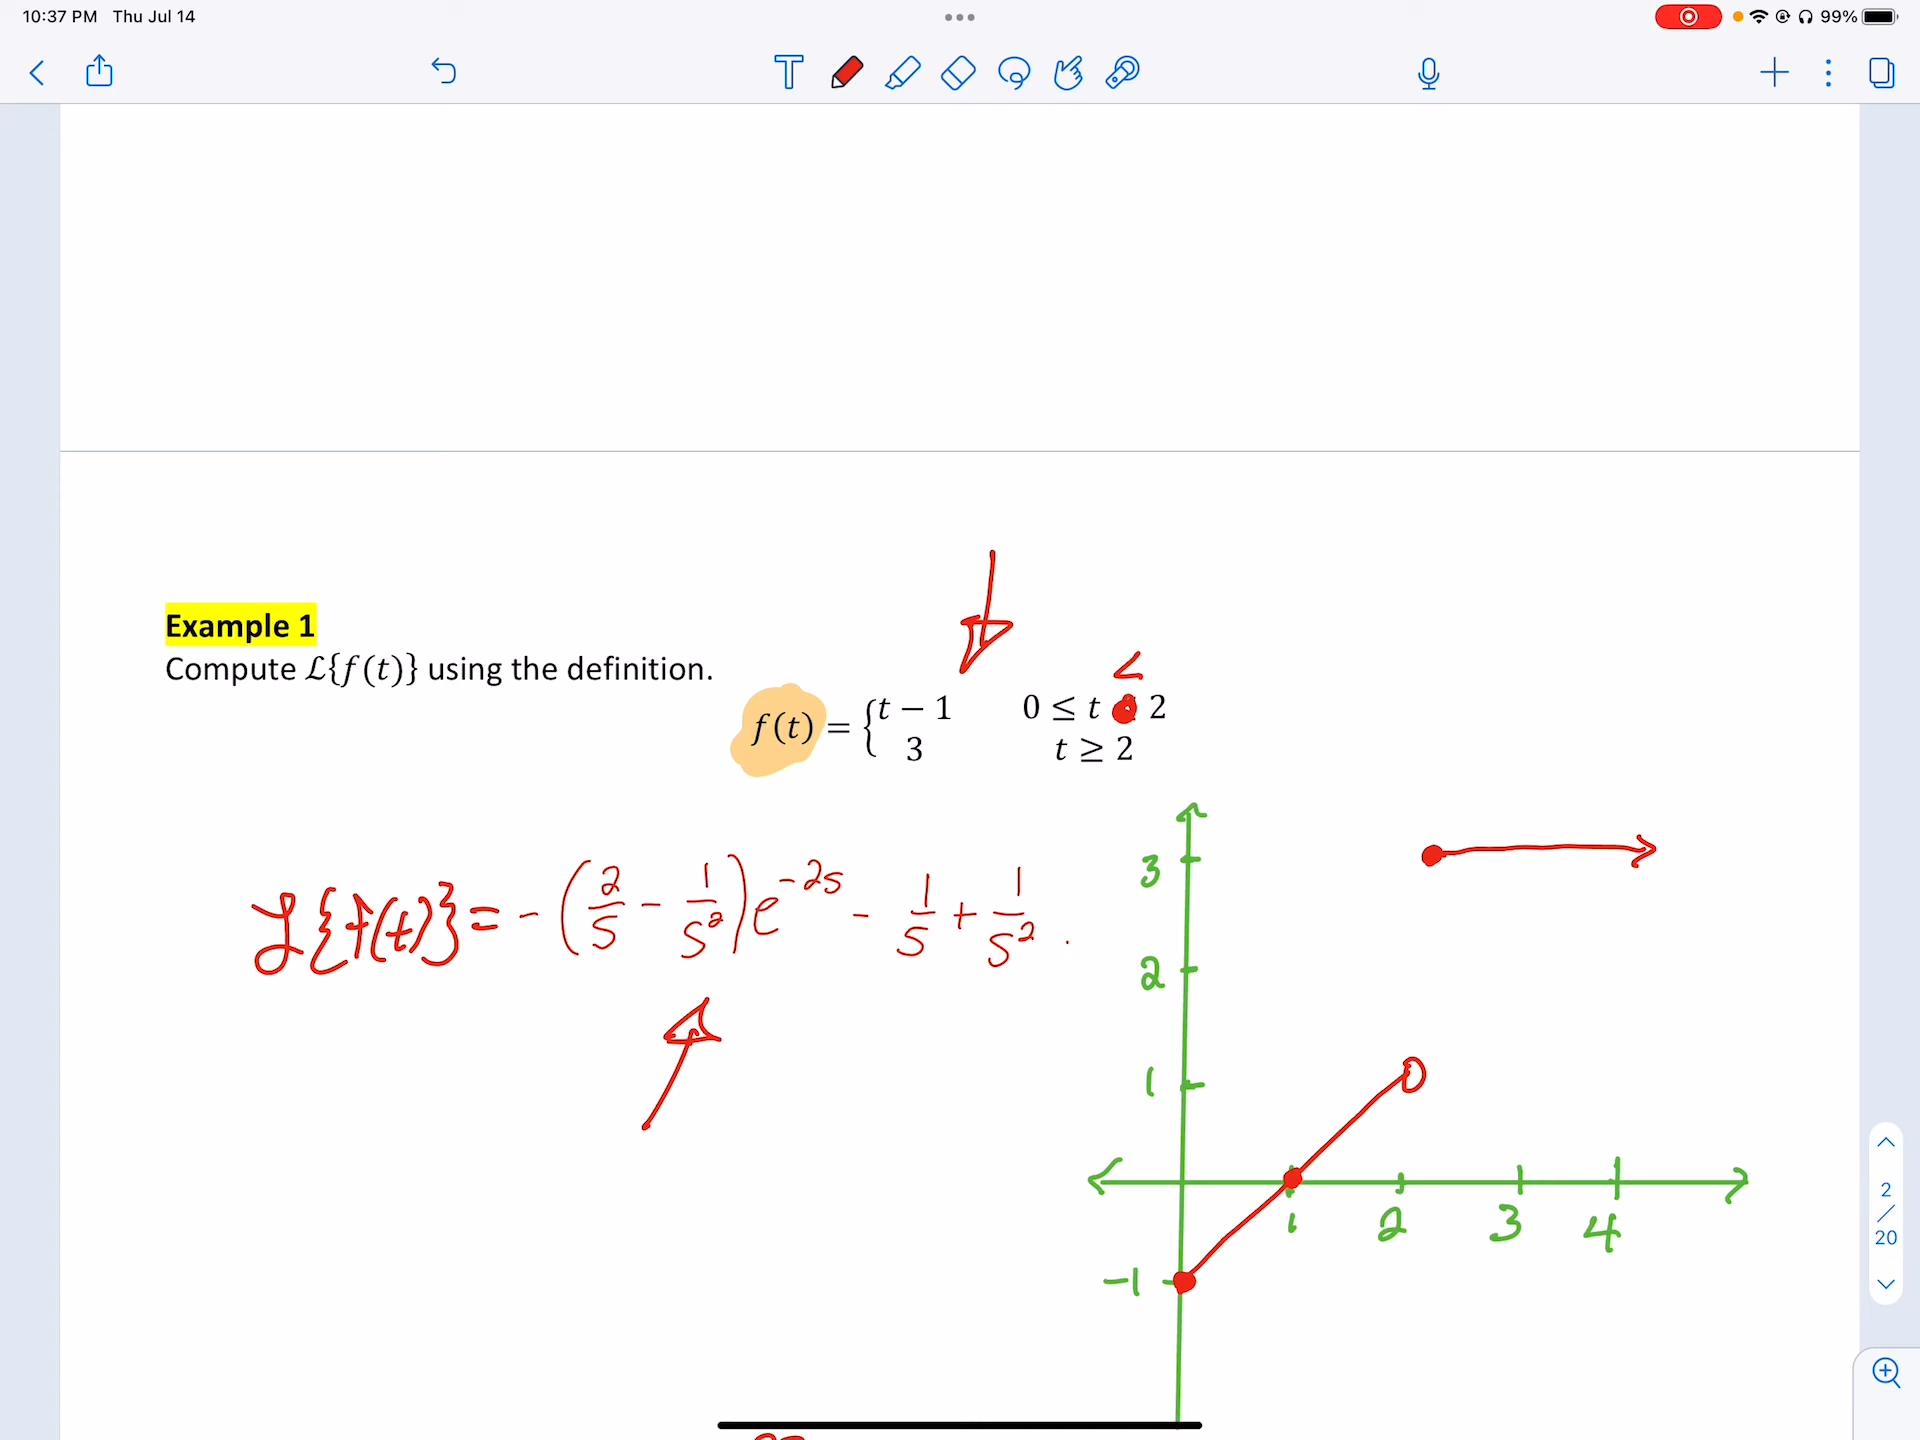 10:37 PM Thu Jul 14
99%
Example 1
Compute ℒ{f(t)} using the definition.
<
f(t) = { t − 1 0 ≤ t 2
3 t ≥ 2
ℒ{f(t)} = -(2/s - 1/s²)e^-2s - 1/s + 1/s².
3
2
1
1 2 3 4
-1
2
/
20